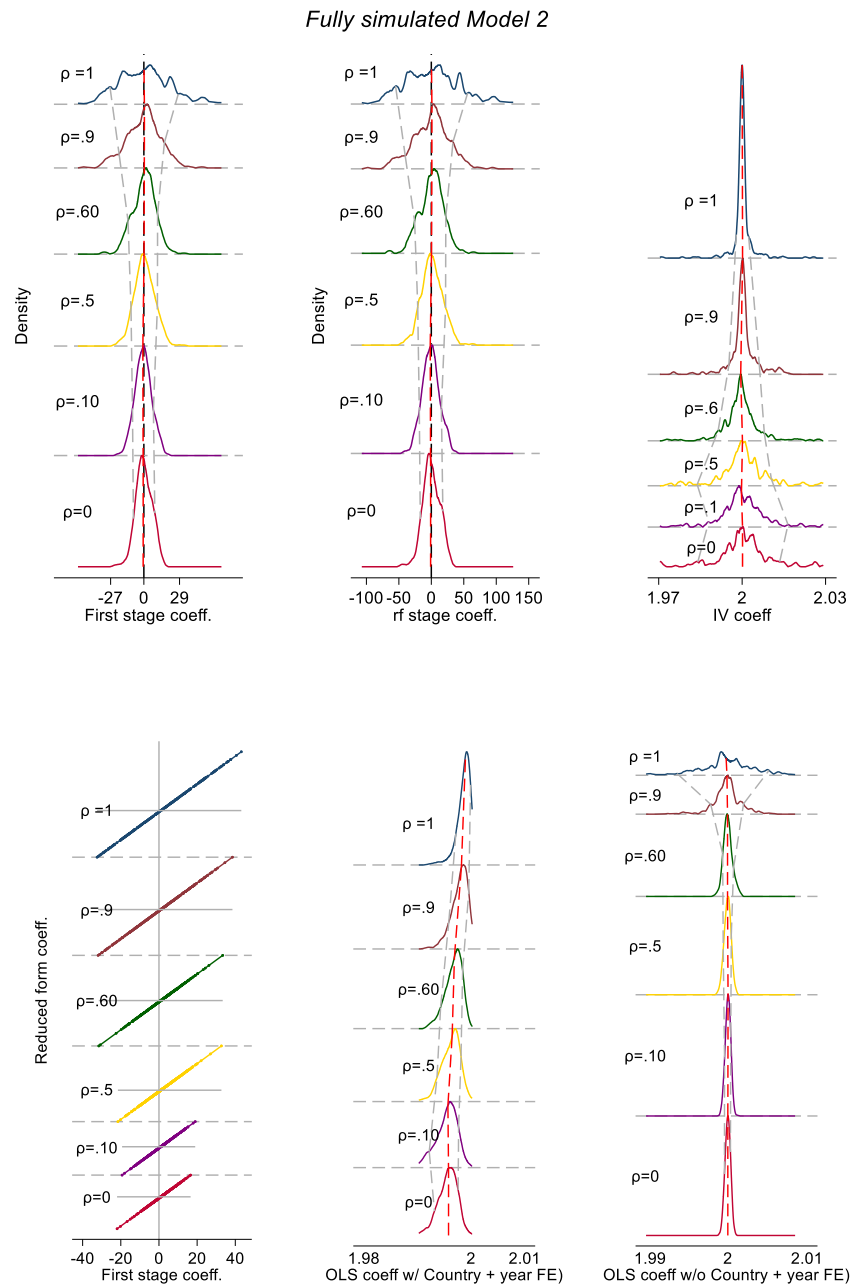 Fully simulated Model 2
Density
ρ =1
ρ=.9
ρ=.60
ρ=.5
ρ=.10
ρ=0
-27 0 29
First stage coeff.
Density
ρ =1
ρ=.9
ρ=.60
ρ=.5
ρ=.10
ρ=0
-100 -50 0 50 100 150
rf stage coeff.
ρ =1
ρ=.9
ρ=.6
ρ=.5
ρ=.1
ρ=0
1.97 2 2.03
IV coeff
Reduced form coeff.
ρ =1
ρ=.9
ρ=.60
ρ=.5
ρ=.10
ρ=0
-40 -20 0 20 40
First stage coeff.
ρ =1
ρ=.9
ρ=.60
ρ=.5
ρ=.10
ρ=0
1.98 2 2.01
OLS coeff w/ Country + year FE)
ρ =1
ρ=.9
ρ=.60
ρ=.5
ρ=.10
ρ=0
1.99 2 2.01
OLS coeff w/o Country + year FE)